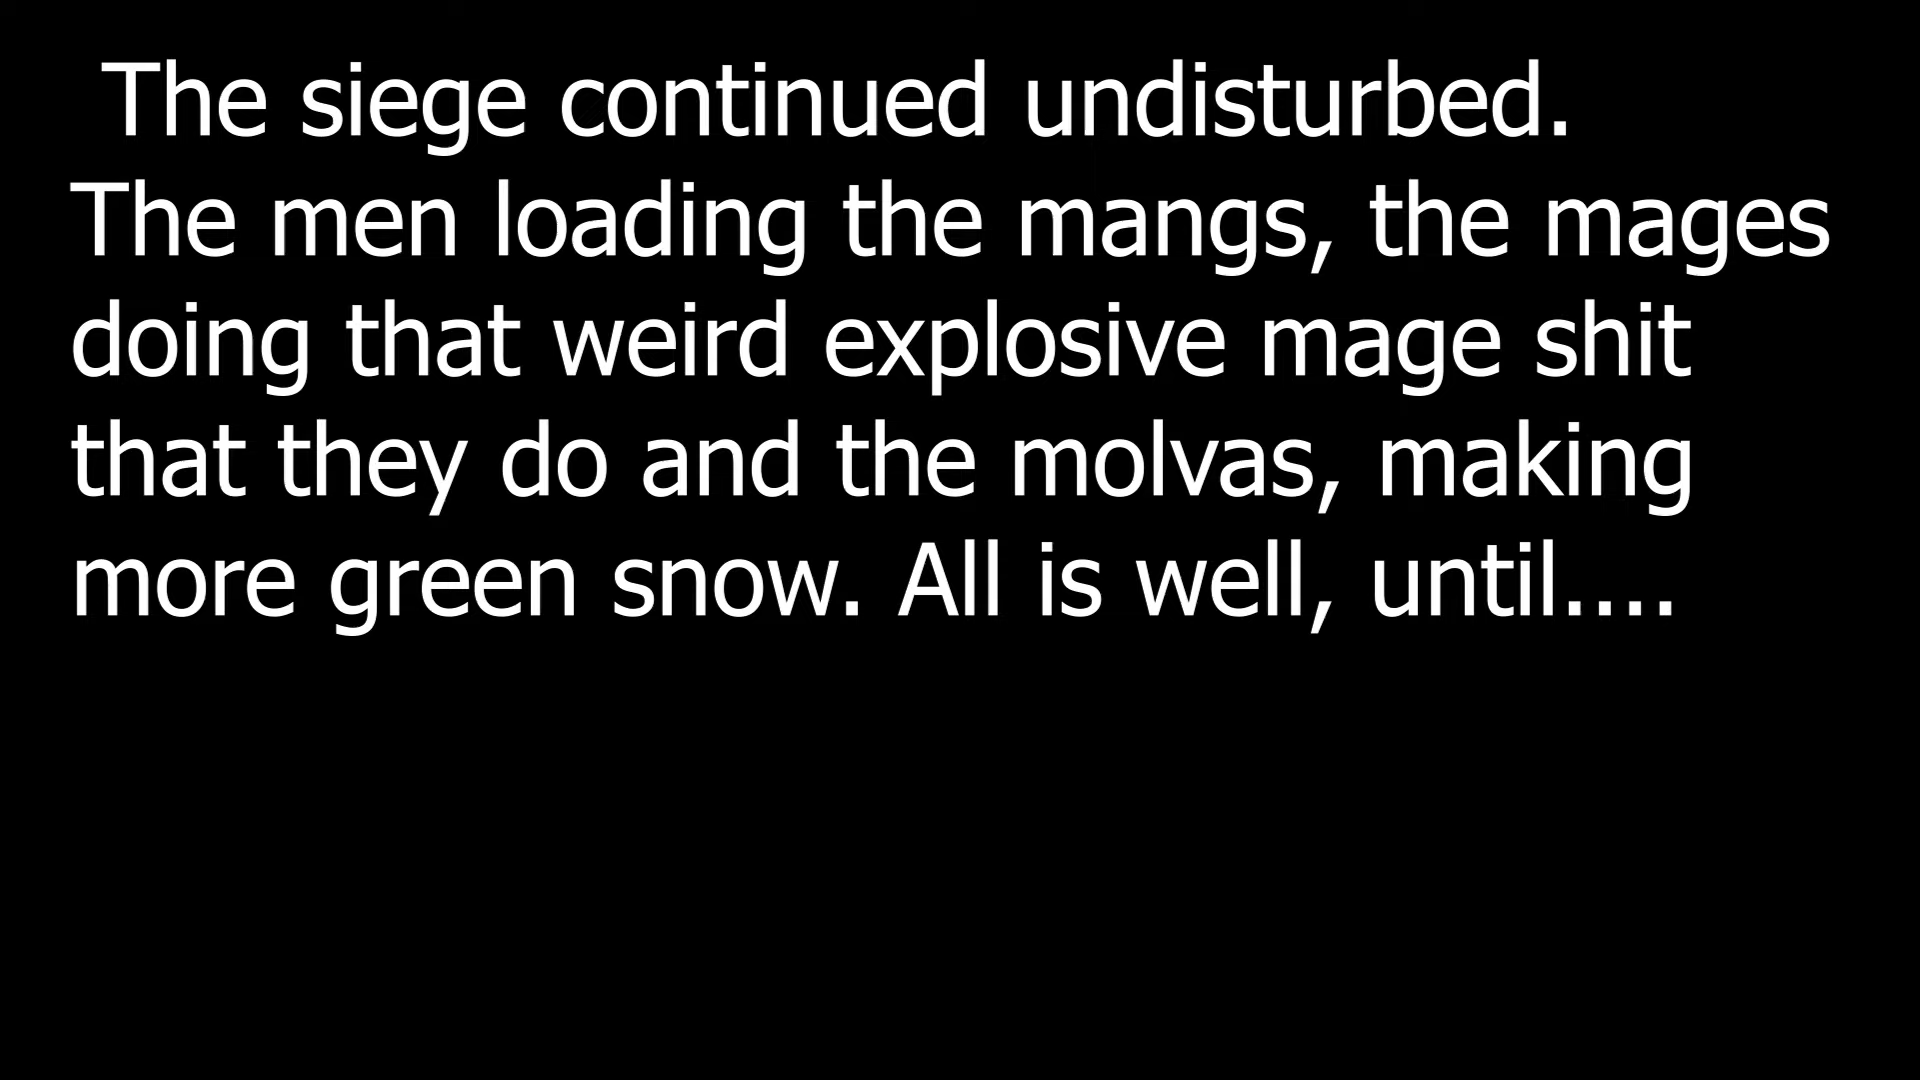 The siege continued undisturbed.
The men loading the mangs, the mages
doing that weird explosive mage shit
that they do and the molvas, making
more green snow. All is well, until....